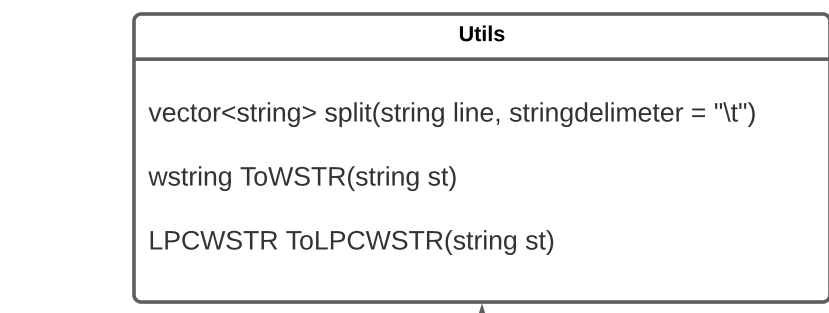 Utils
vector<string> split(string line, stringdelimeter = "\t")
wstring ToWSTR(string st)
LPCWSTR ToLPCWSTR(string st)